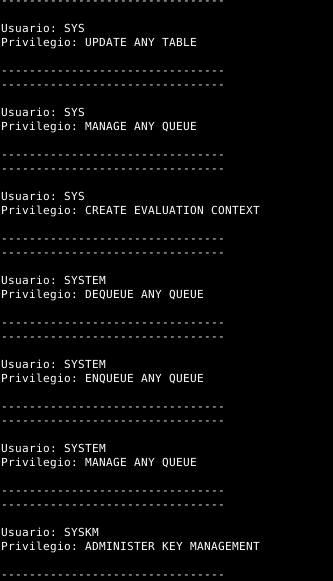 ------------------------------
Usuario: SYS
Privilegio: UPDATE ANY TABLE
--------------------------------
--------------------------------
Usuario: SYS
Privilegio: MANAGE ANY QUEUE
--------------------------------
--------------------------------
Usuario: SYS
Privilegio: CREATE EVALUATION CONTEXT
--------------------------------
--------------------------------
Usuario: SYSTEM
Privilegio: DEQUEUE ANY QUEUE
--------------------------------
--------------------------------
Usuario: SYSTEM
Privilegio: ENQUEUE ANY QUEUE
--------------------------------
--------------------------------
Usuario: SYSTEM
Privilegio: MANAGE ANY QUEUE
--------------------------------
--------------------------------
Usuario: SYSKM
Privilegio: ADMINISTER KEY MANAGEMENT
--------------------------------